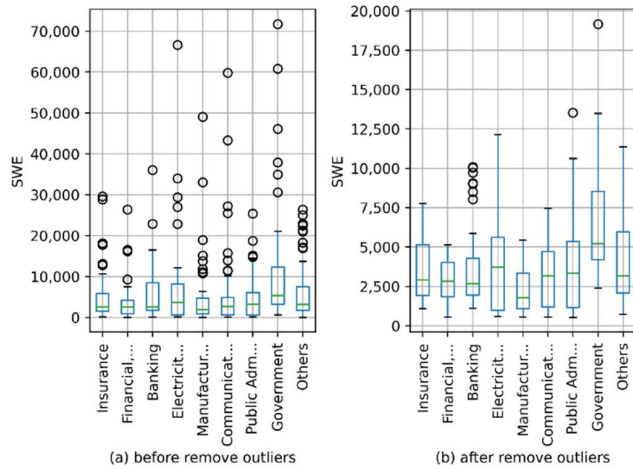 70,000
60,000
50,000
40,000
30,000
20,000
10,000
0
SWE
Insurance
Financial,...
Banking
Electricit...
Manufactur...
Communicat...
Public Adm...
Government
Others
(a) before remove outliers
20,000
17,500
15,000
12,500
10,000
7,500
5,000
2,500
0
SWE
Insurance
Financial,...
Banking
Electricit...
Manufactur...
Communicat...
Public Adm...
Government
Others
(b) after remove outliers